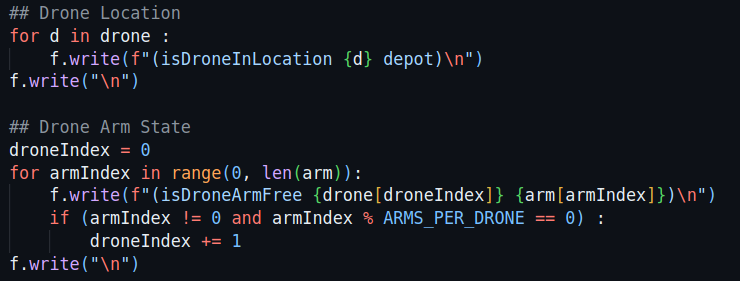 ## Drone Location
for d in drone :
    f.write(f"(isDroneInLocation {d} depot)\n")
f.write("\n")

## Drone Arm State
droneIndex = 0
for armIndex in range(0, len(arm)):
    f.write(f"(isDroneArmFree {drone[droneIndex]} {arm[armIndex]})\n")
    if (armIndex != 0 and armIndex % ARMS_PER_DRONE == 0) :
        droneIndex += 1
f.write("\n")